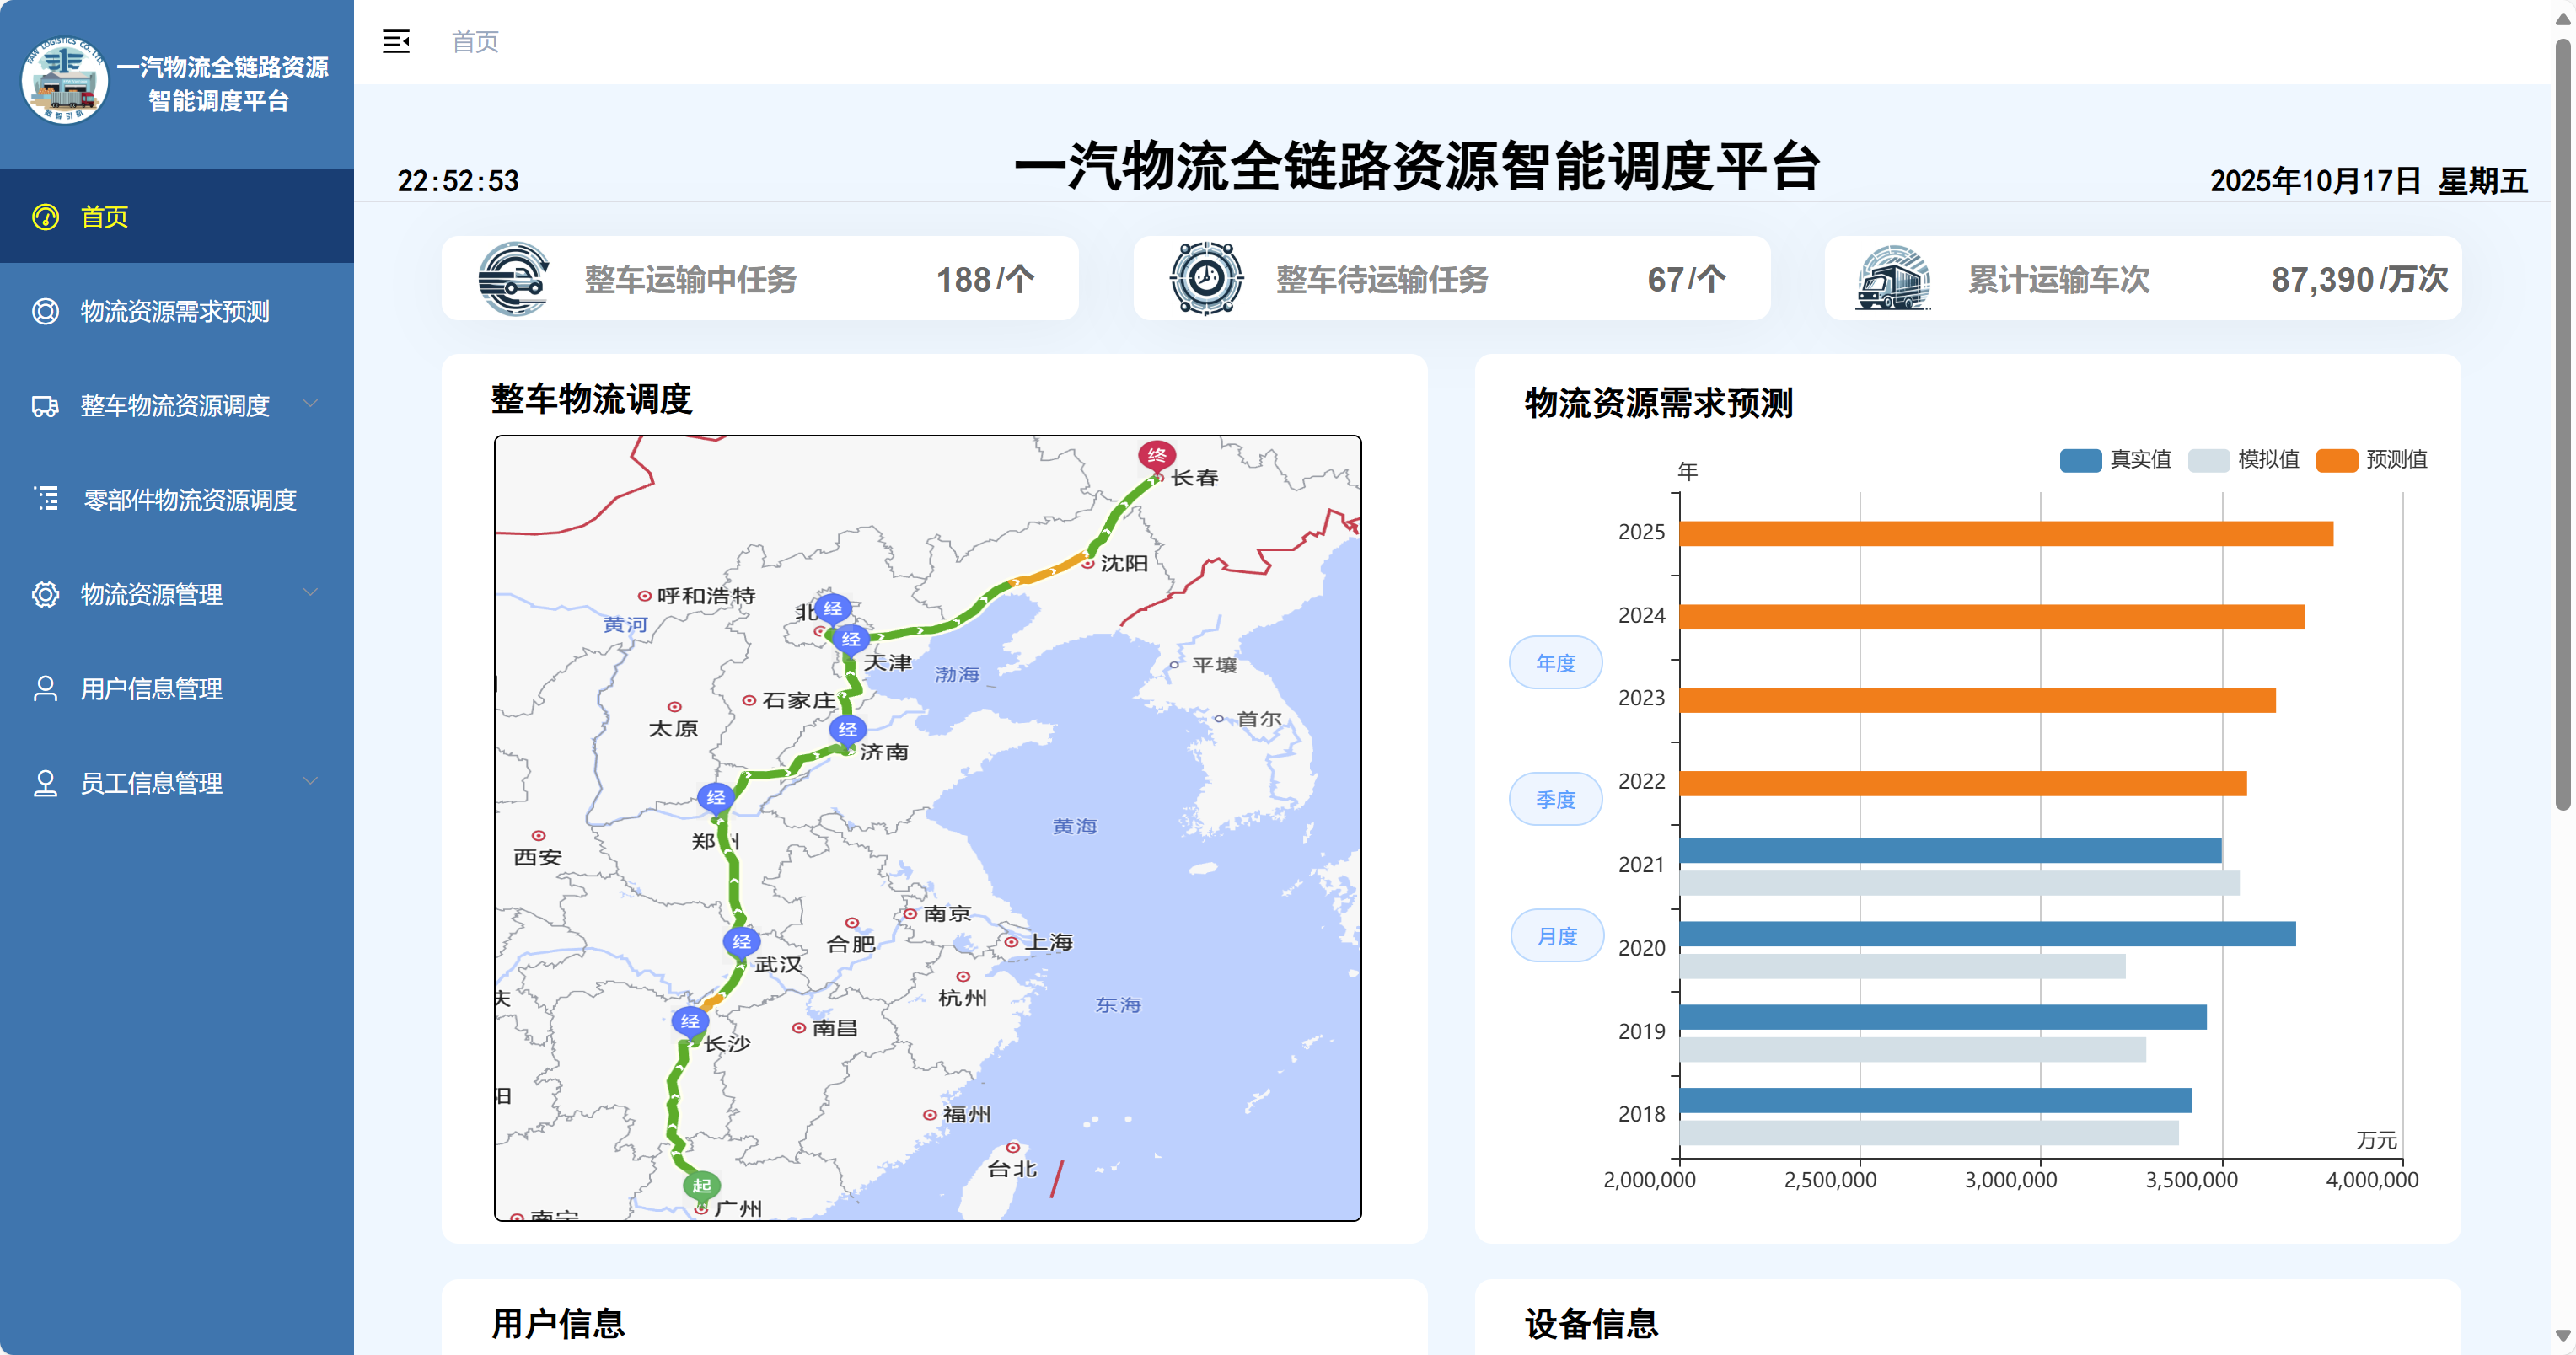 FAW LOGISTICS CO., LTD.
数智引航
一汽物流全链路资源
智能调度平台
首页
物流资源需求预测
整车物流资源调度
零部件物流资源调度
物流资源管理
用户信息管理
员工信息管理
首页
22:52:53
一汽物流全链路资源智能调度平台
2025年10月17日 星期五
整车运输中任务 188/个
整车待运输任务 67/个
累计运输车次 87,390/万次
整车物流调度
终
长春
沈阳
呼和浩特
北
经
黄河
经
天津
渤海
平壤
石家庄
太原
首尔
经
济南
经
郑州
黄海
西安
南京
合肥
上海
经
武汉
杭州
东海
庆
经
长沙
南昌
阳
福州
台北
起
广州
南宁
物流资源需求预测
真实值 模拟值 预测值
年
年度
季度
月度
2025
2024
2023
2022
2021
2020
2019
2018
万元
2,000,000 2,500,000 3,000,000 3,500,000 4,000,000
用户信息
设备信息